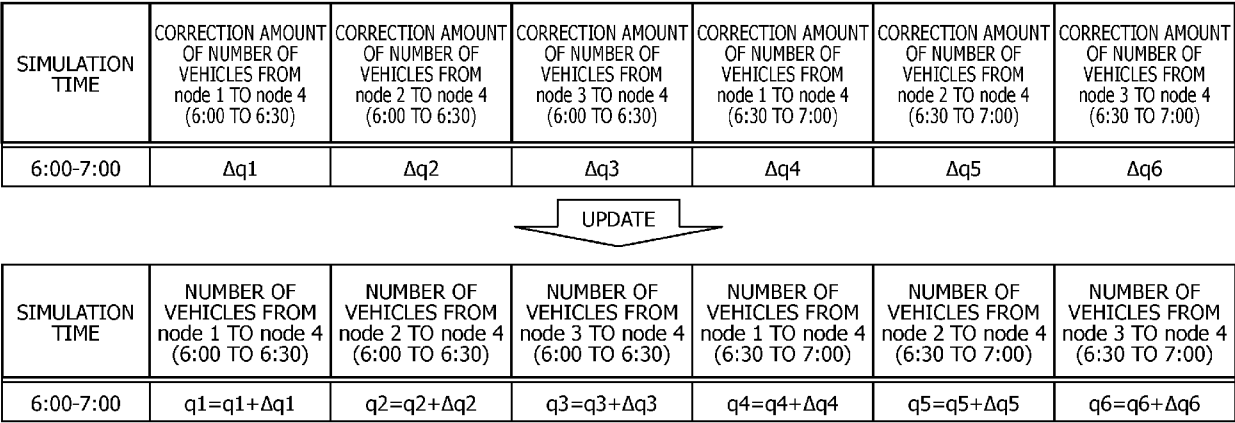 SIMULATION
TIME
CORRECTION AMOUNT
OF NUMBER OF
VEHICLES FROM
node 1 TO node 4
(6:00 TO 6:30)
CORRECTION AMOUNT
OF NUMBER OF
VEHICLES FROM
node 2 TO node 4
(6:00 TO 6:30)
CORRECTION AMOUNT
OF NUMBER OF
VEHICLES FROM
node 3 TO node 4
(6:00 TO 6:30)
CORRECTION AMOUNT
OF NUMBER OF
VEHICLES FROM
node 1 TO node 4
(6:30 TO 7:00)
CORRECTION AMOUNT
OF NUMBER OF
VEHICLES FROM
node 2 TO node 4
(6:30 TO 7:00)
CORRECTION AMOUNT
OF NUMBER OF
VEHICLES FROM
node 3 TO node 4
(6:30 TO 7:00)
6:00-7:00
Δq1
Δq2
Δq3
Δq4
Δq5
Δq6
UPDATE
SIMULATION
TIME
NUMBER OF
VEHICLES FROM
node 1 TO node 4
(6:00 TO 6:30)
NUMBER OF
VEHICLES FROM
node 2 TO node 4
(6:00 TO 6:30)
NUMBER OF
VEHICLES FROM
node 3 TO node 4
(6:00 TO 6:30)
NUMBER OF
VEHICLES FROM
node 1 TO node 4
(6:30 TO 7:00)
NUMBER OF
VEHICLES FROM
node 2 TO node 4
(6:30 TO 7:00)
NUMBER OF
VEHICLES FROM
node 3 TO node 4
(6:30 TO 7:00)
6:00-7:00
q1=q1+Δq1
q2=q2+Δq2
q3=q3+Δq3
q4=q4+Δq4
q5=q5+Δq5
q6=q6+Δq6